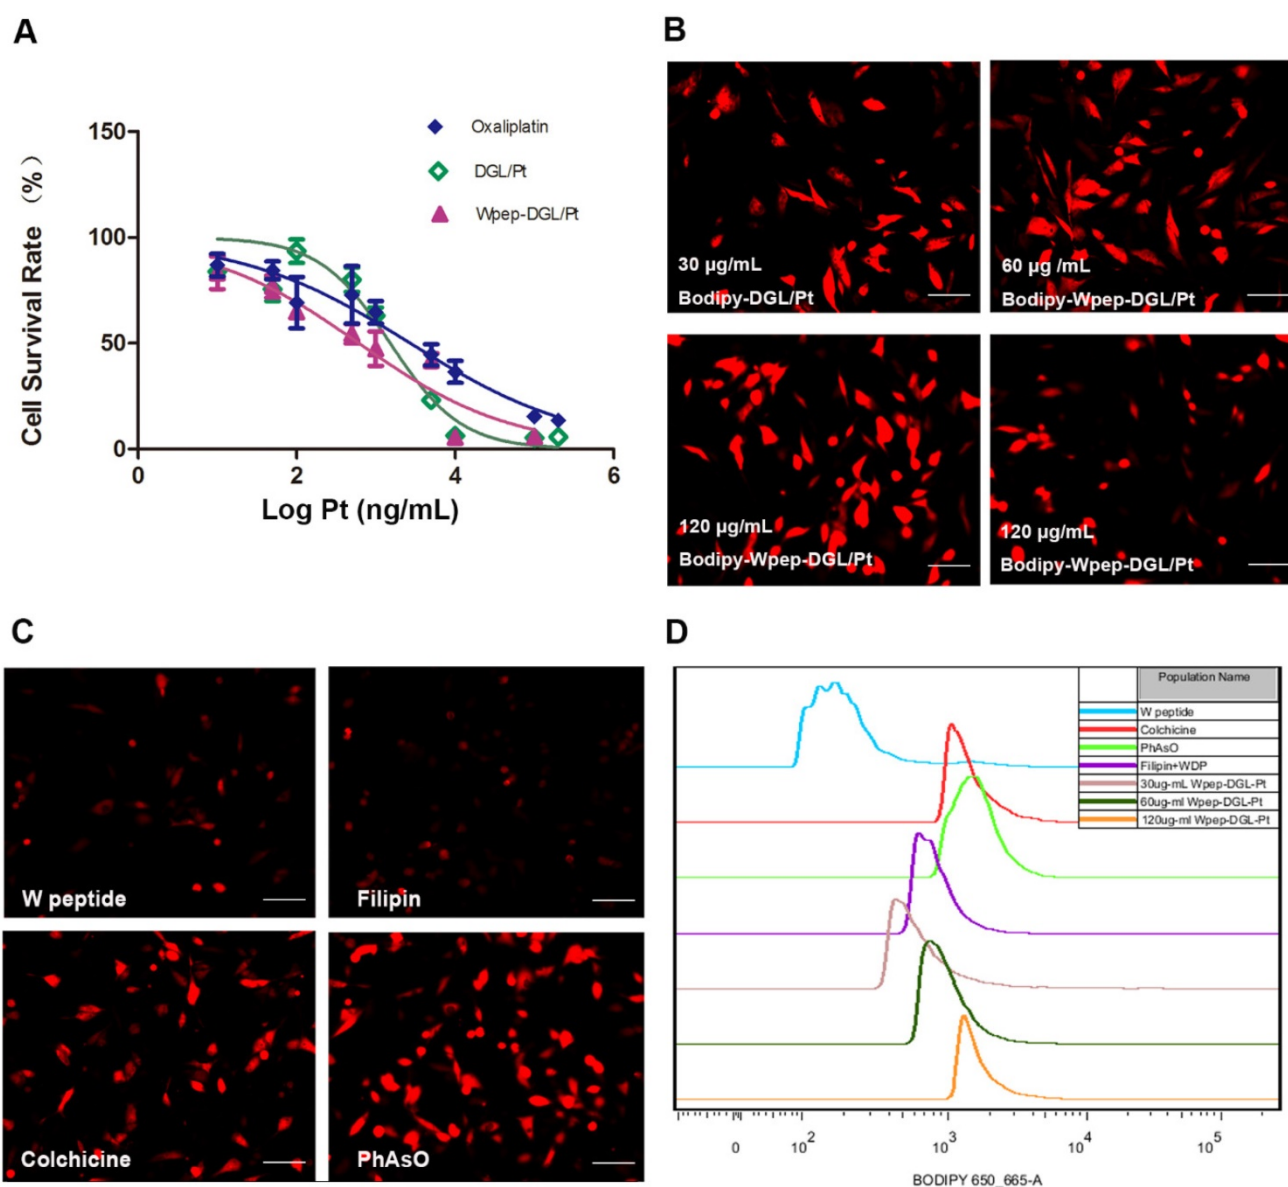 A
Cell Survival Rate (%)
150
100
50
0
0
2
4
6
Log Pt (ng/mL)
Oxaliplatin
DGL/Pt
Wpep-DGL/Pt
B
30 µg/mL
Bodipy-DGL/Pt
60 µg /mL
Bodipy-Wpep-DGL/Pt
120 µg/mL
Bodipy-Wpep-DGL/Pt
120 µg/mL
Bodipy-Wpep-DGL/Pt
C
W peptide
Filipin
Colchicine
PhAsO
D
Population Name
W peptide
Colchicine
PhAsO
Filipin+WDP
30ug-mL Wpep-DGL-Pt
60ug-ml Wpep-DGL-Pt
120ug-ml Wpep-DGL-Pt
0
10²
10³
10⁴
10⁵
BODIPY 650_665-A